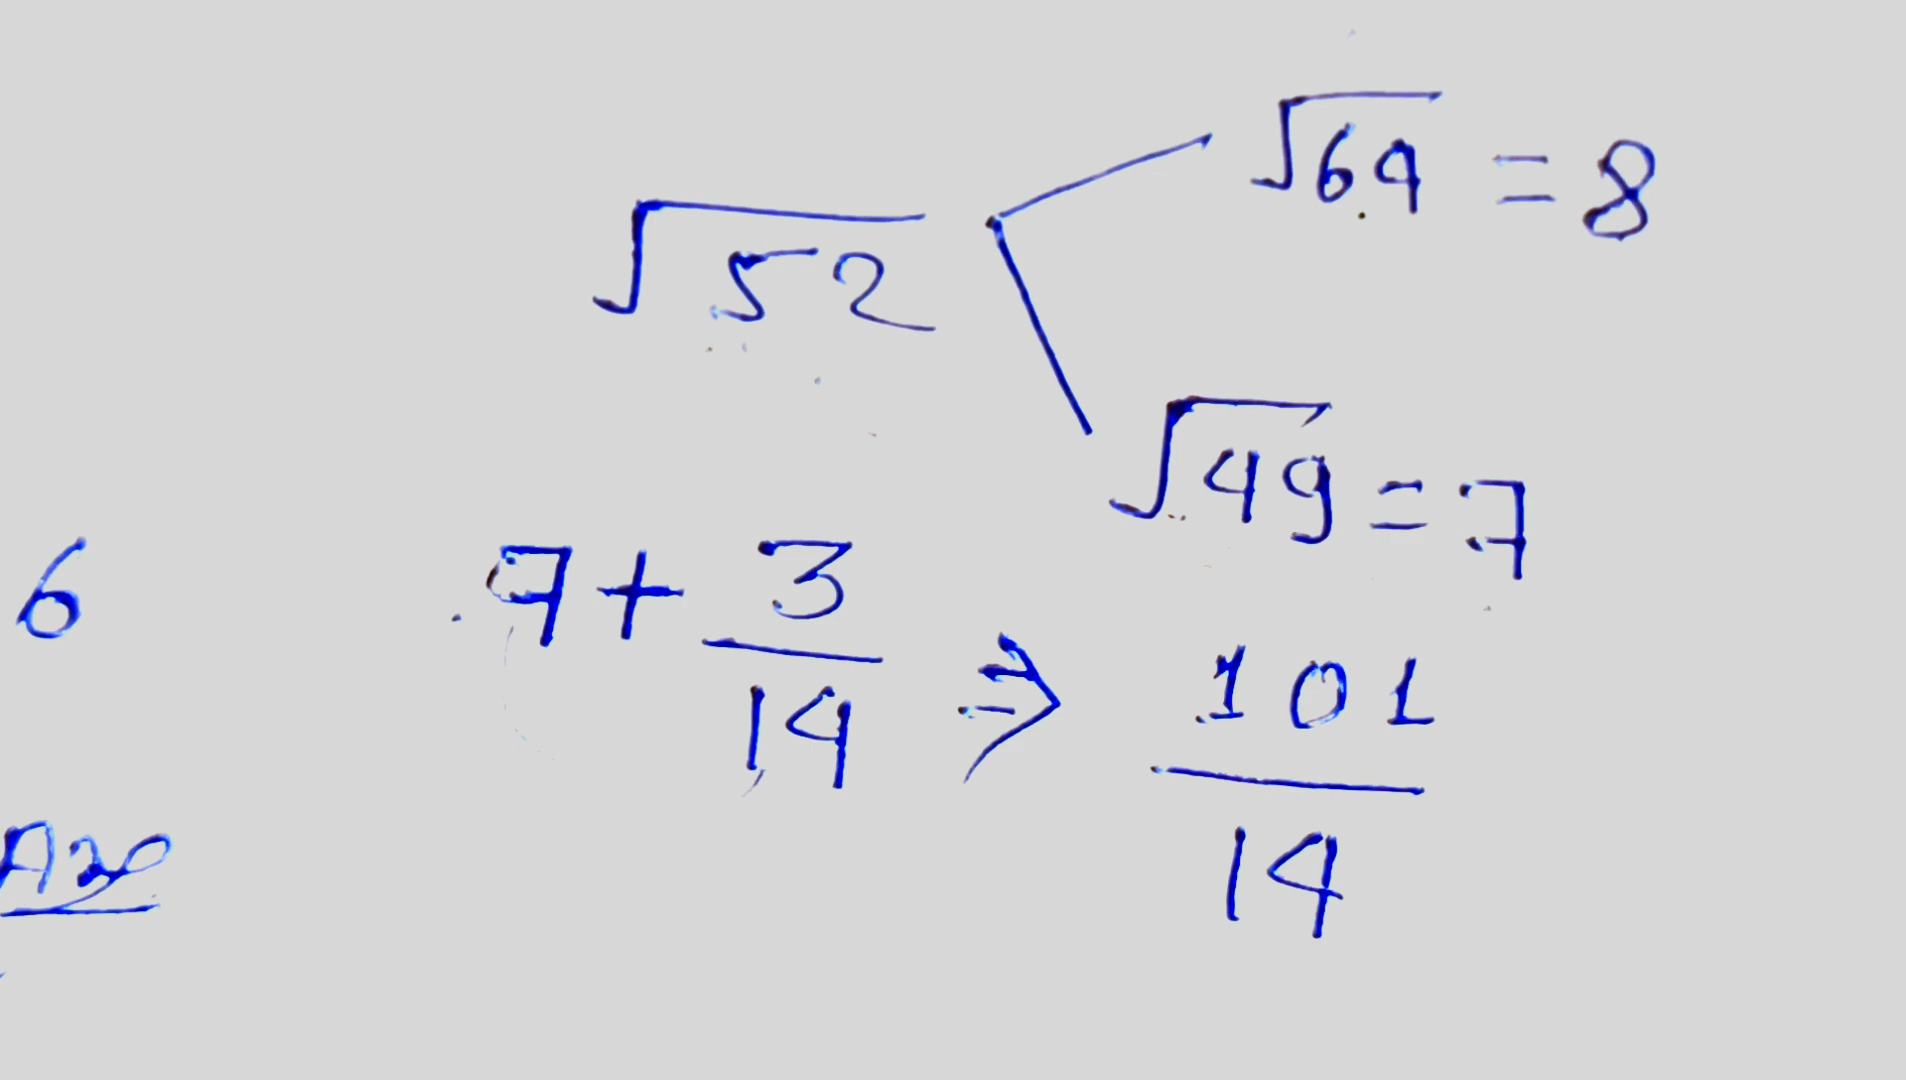 √64 = 8
√52
√49 = 7
6
7 + 3/14 ⇒ 101/14